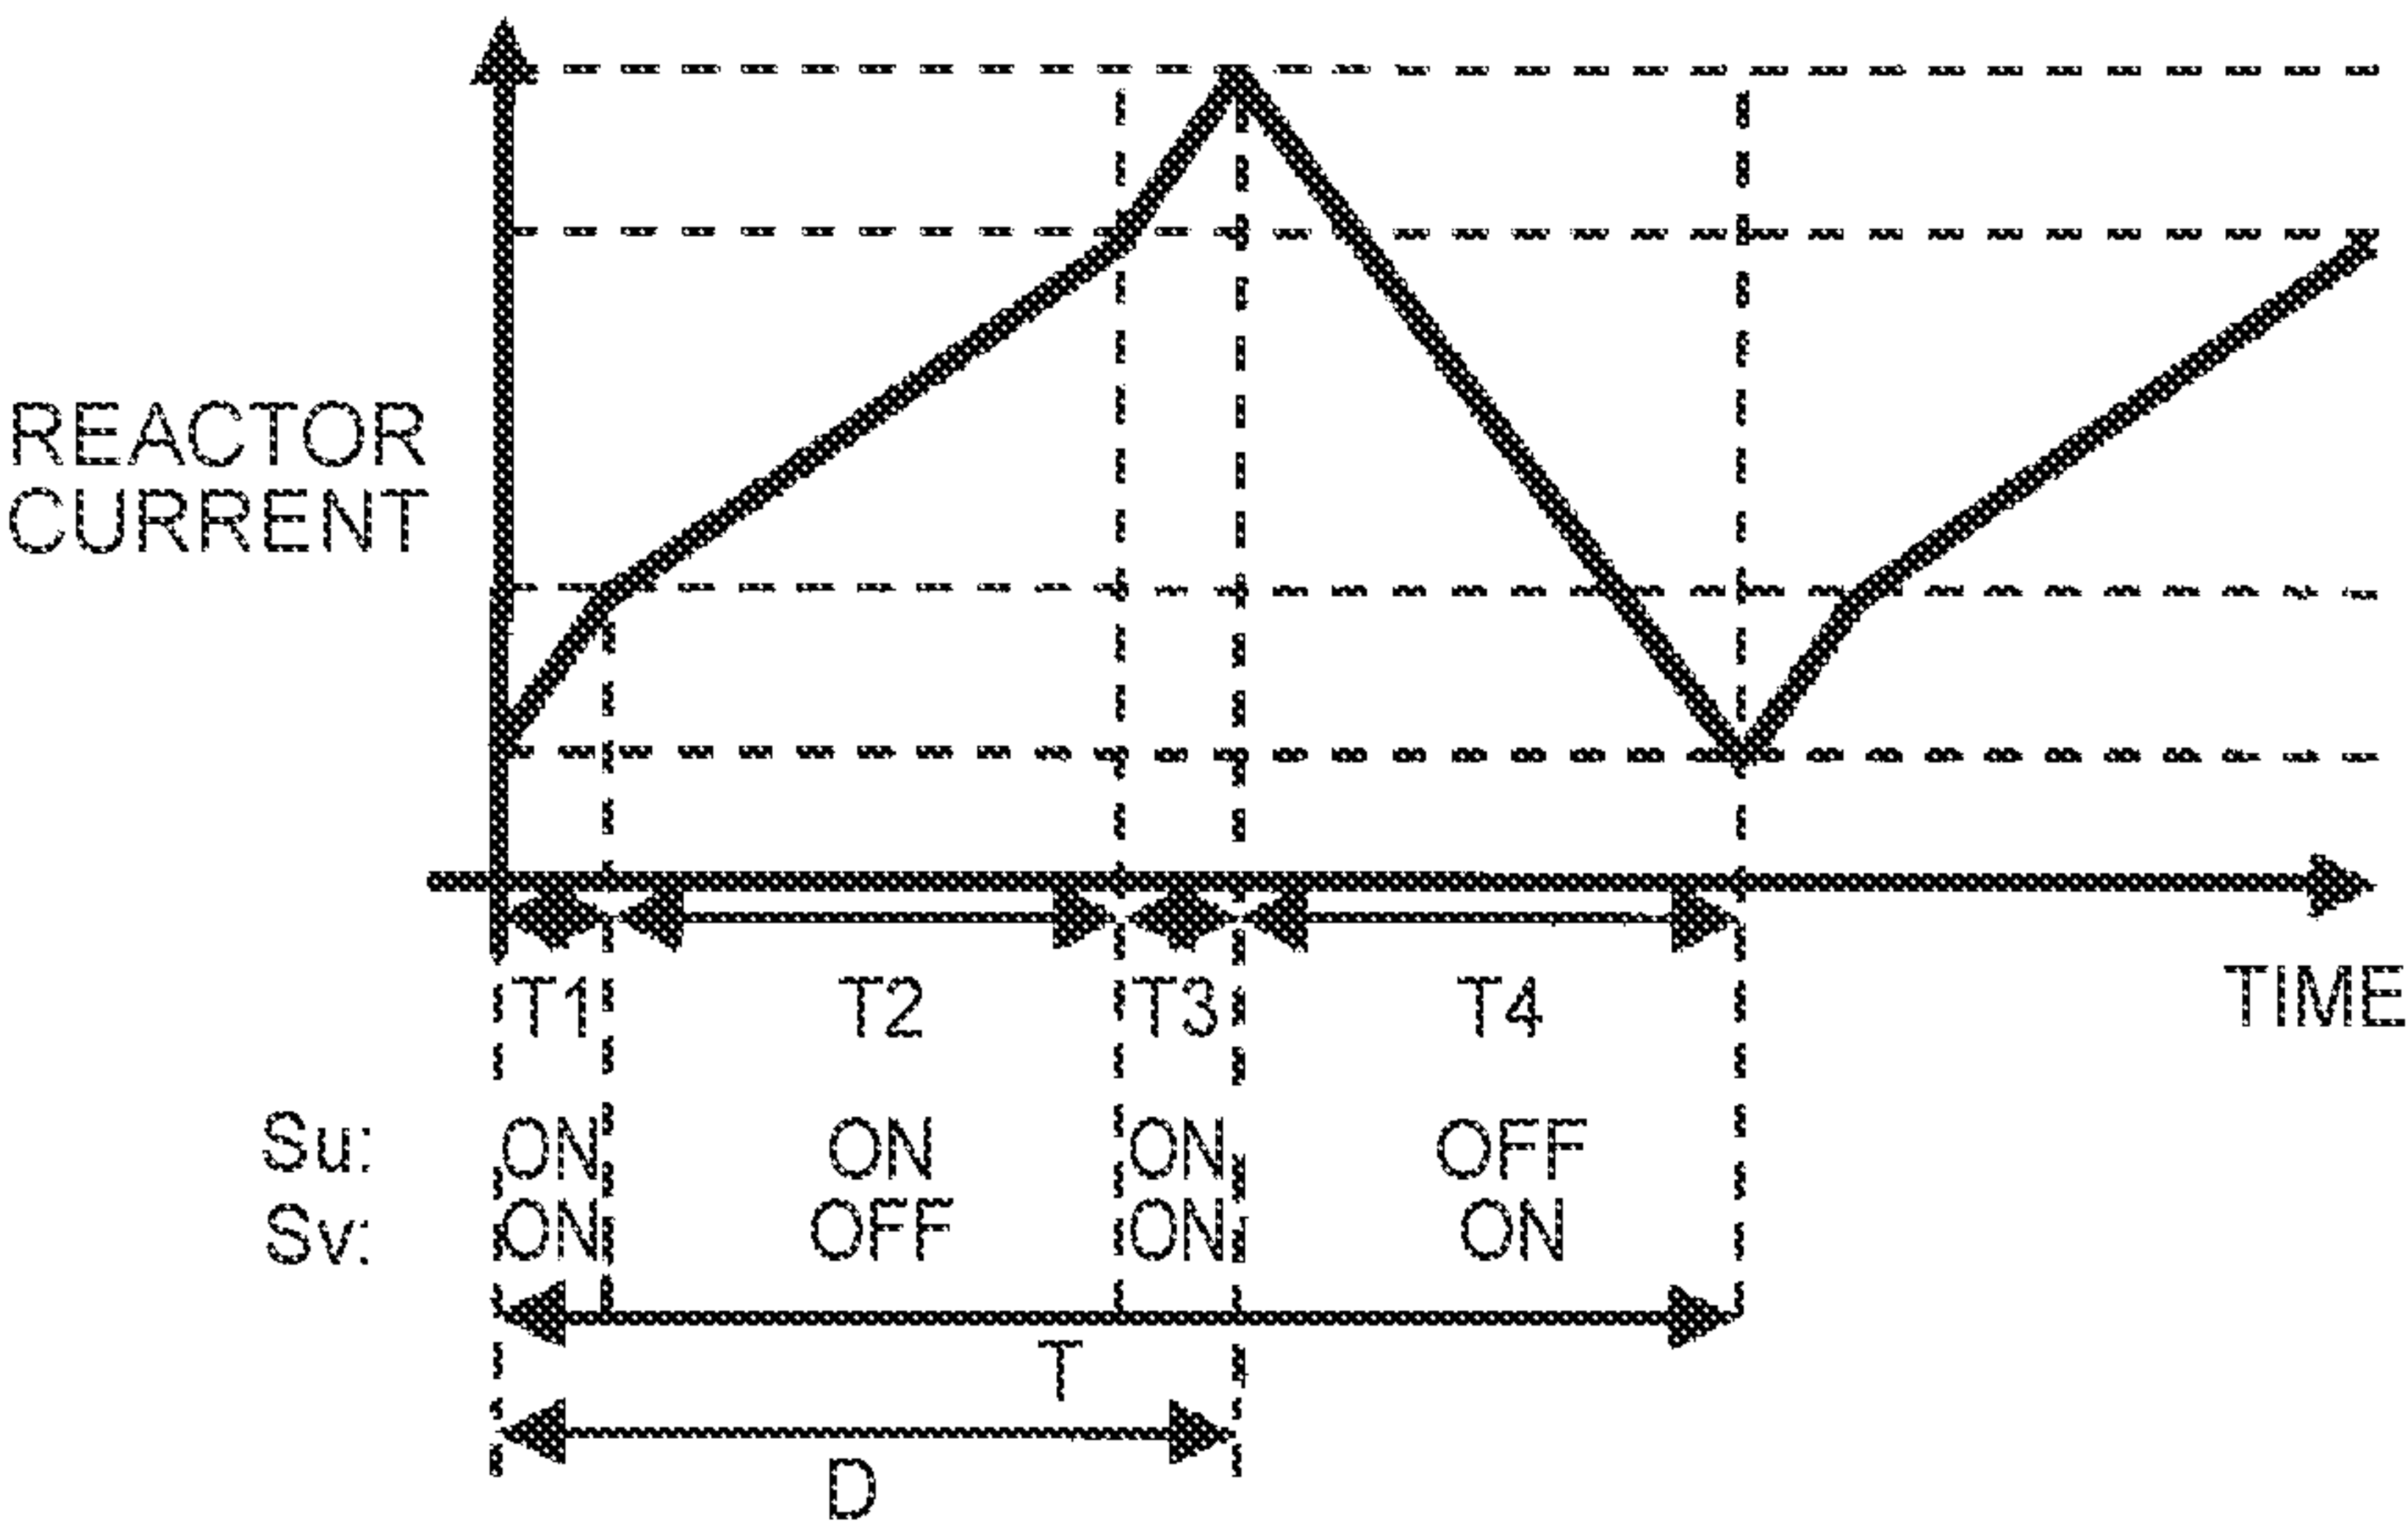 REACTOR
CURRENT
T1 T2 T3 T4 TIME
Su: ON ON ON OFF
Sv: ON OFF ON ON
T
D